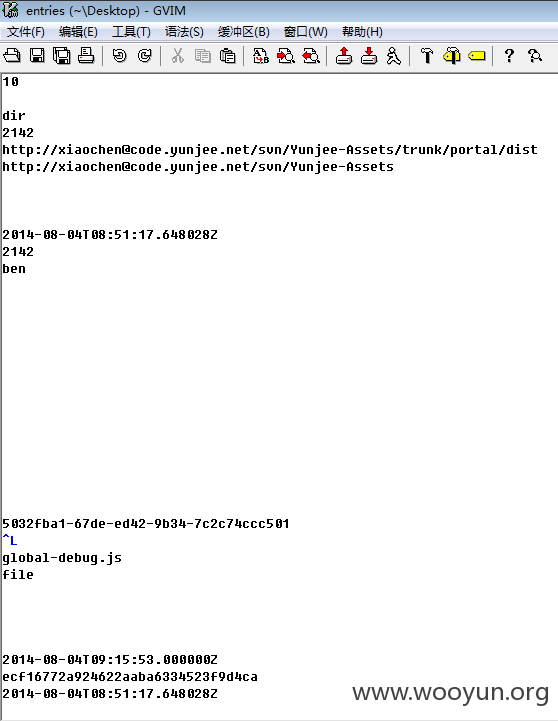 entries (~\Desktop) - GVIM
文件(F) 编辑(E) 工具(T) 语法(S) 缓冲区(B) 窗口(W) 帮助(H)
10
dir
2142
http://xiaochen@code.yunjee.net/svn/Yunjee-Assets/trunk/portal/dist
http://xiaochen@code.yunjee.net/svn/Yunjee-Assets
2014-08-04T08:51:17.648028Z
2142
ben
5032fba1-67de-ed42-9b34-7c2c74ccc501
^L
global-debug.js
file
2014-08-04T09:15:53.000000Z
ecf16772a924622aaba6334523f9d4ca
2014-08-04T08:51:17.648028Z
www.wooyun.org